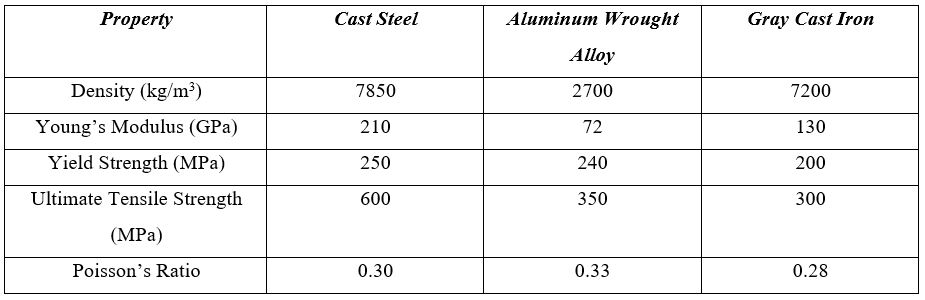 Property Cast Steel Aluminum Wrought Alloy Gray Cast Iron
Density (kg/m³) 7850 2700 7200
Young’s Modulus (GPa) 210 72 130
Yield Strength (MPa) 250 240 200
Ultimate Tensile Strength (MPa) 600 350 300
Poisson’s Ratio 0.30 0.33 0.28